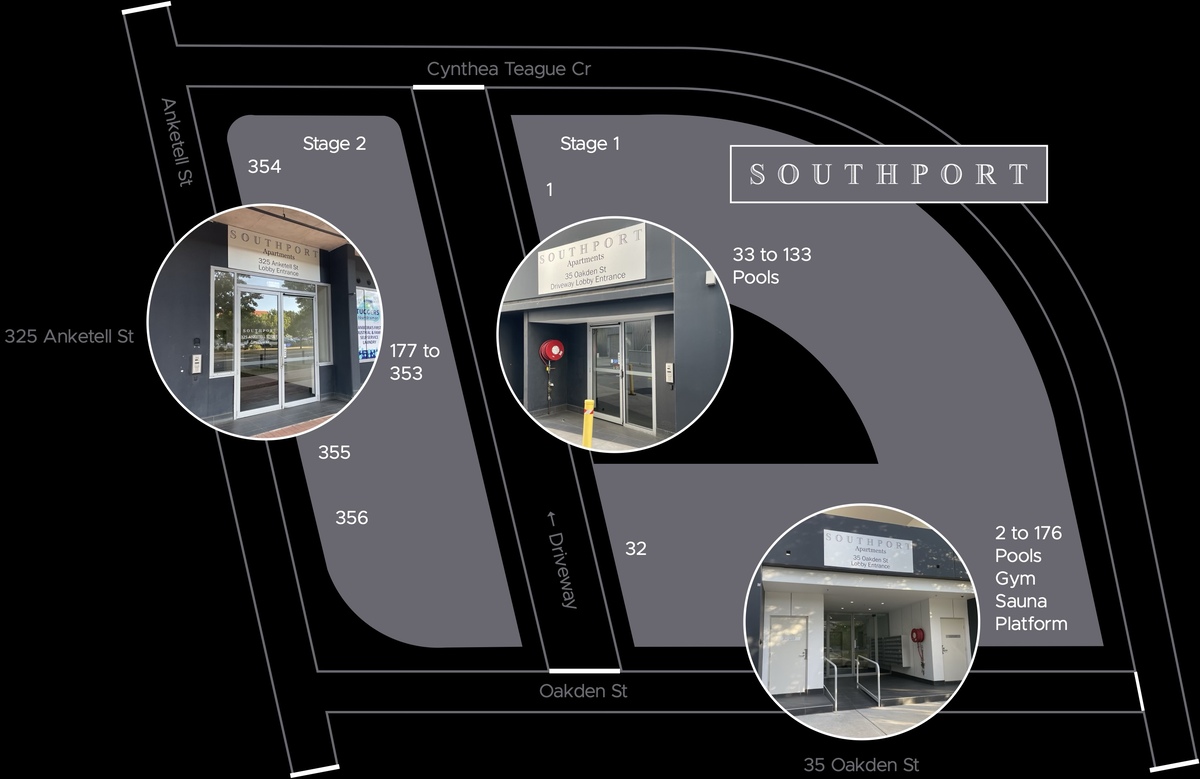 Cynthea Teague Cr
Anketell St
Stage 2
354
Stage 1
1
SOUTHPORT
33 to 133
Pools
SOUTHPORT
Apartments
325 Anketell St
Lobby Entrance
SOUTHPORT
SOUTHPORT
Apartments
35 Oakden St
Driveway Lobby Entrance
325 Anketell St
177 to
353
355
356
← Driveway
32
SOUTHPORT
Apartments
35 Oakden St
Lobby Entrance
2 to 176
Pools
Gym
Sauna
Platform
Oakden St
35 Oakden St